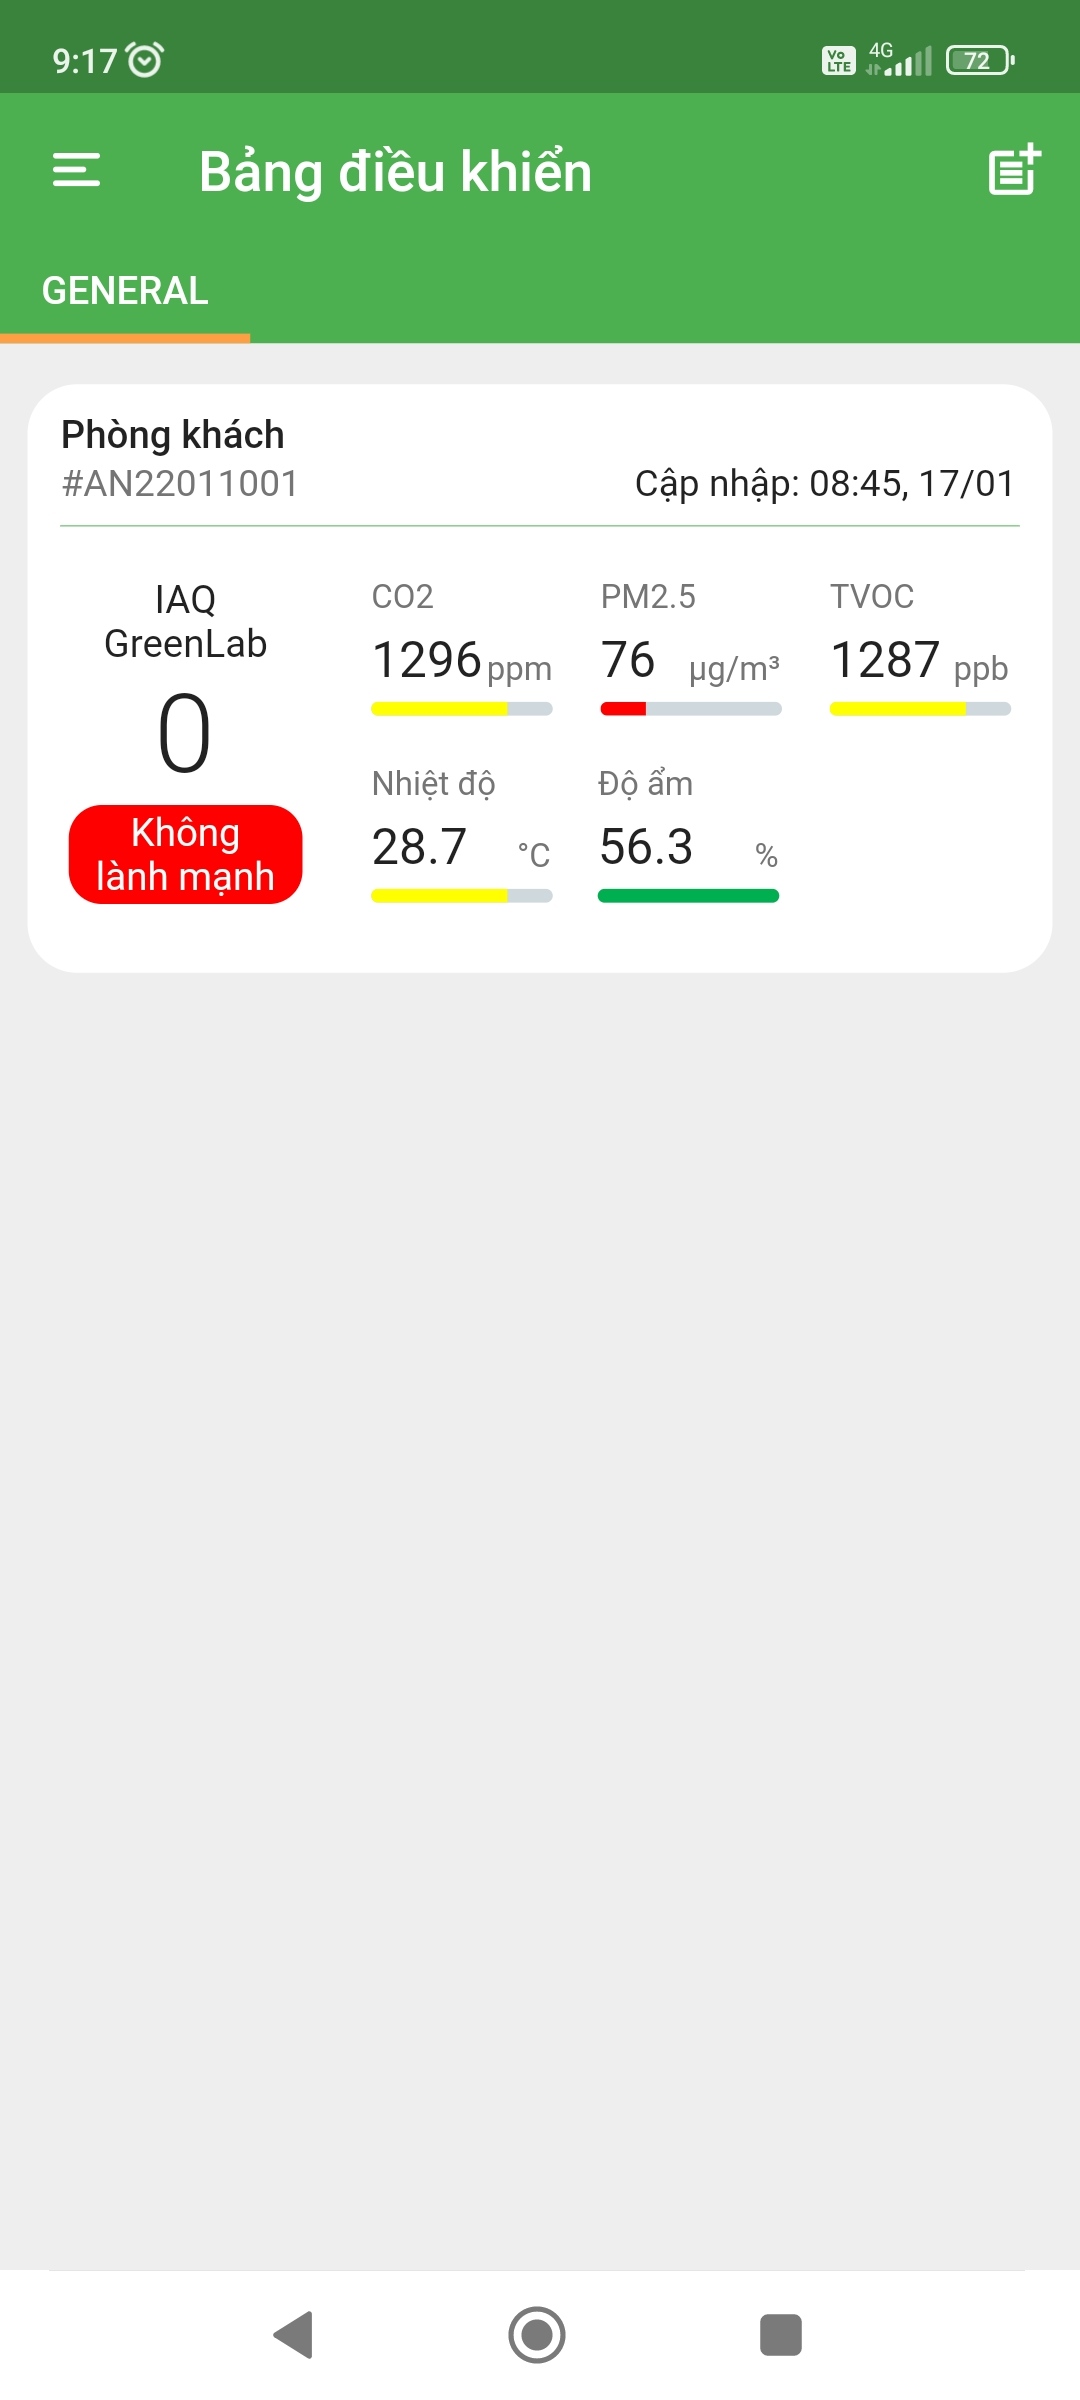 9:17
Vo LTE 4G 72
Bảng điều khiển
GENERAL
Phòng khách
#AN22011001
Cập nhập: 08:45, 17/01
IAQ
GreenLab
0
Không
lành mạnh
CO2
1296 ppm
PM2.5
76 µg/m³
TVOC
1287 ppb
Nhiệt độ
28.7 °C
Độ ẩm
56.3 %